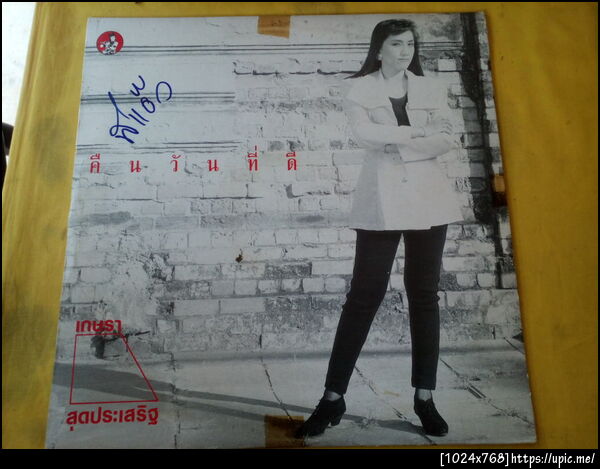 คืนวันที่ดี
เกษรา
สุดประเสริฐ
[1024x768]https://upic.me/